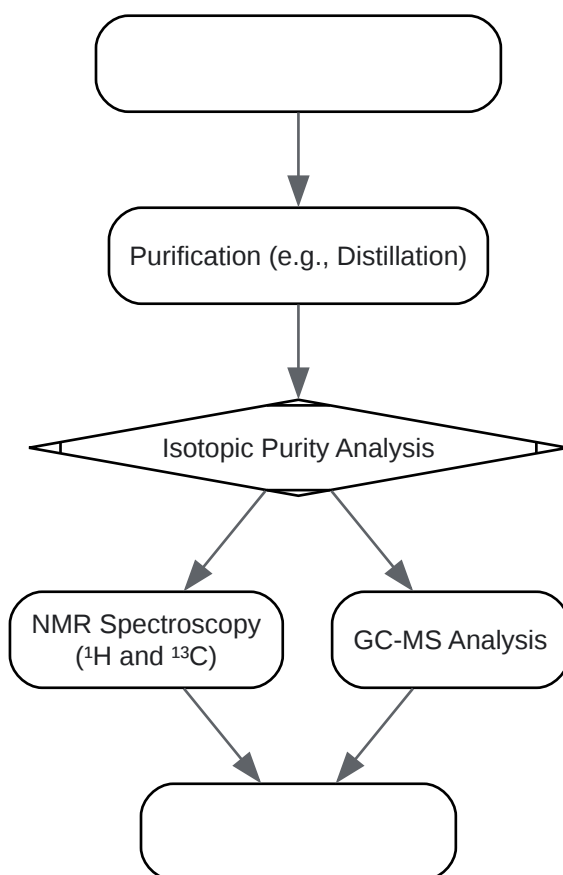 Purification (e.g., Distillation)
Isotopic Purity Analysis
NMR Spectroscopy
(¹H and ¹³C)
GC-MS Analysis